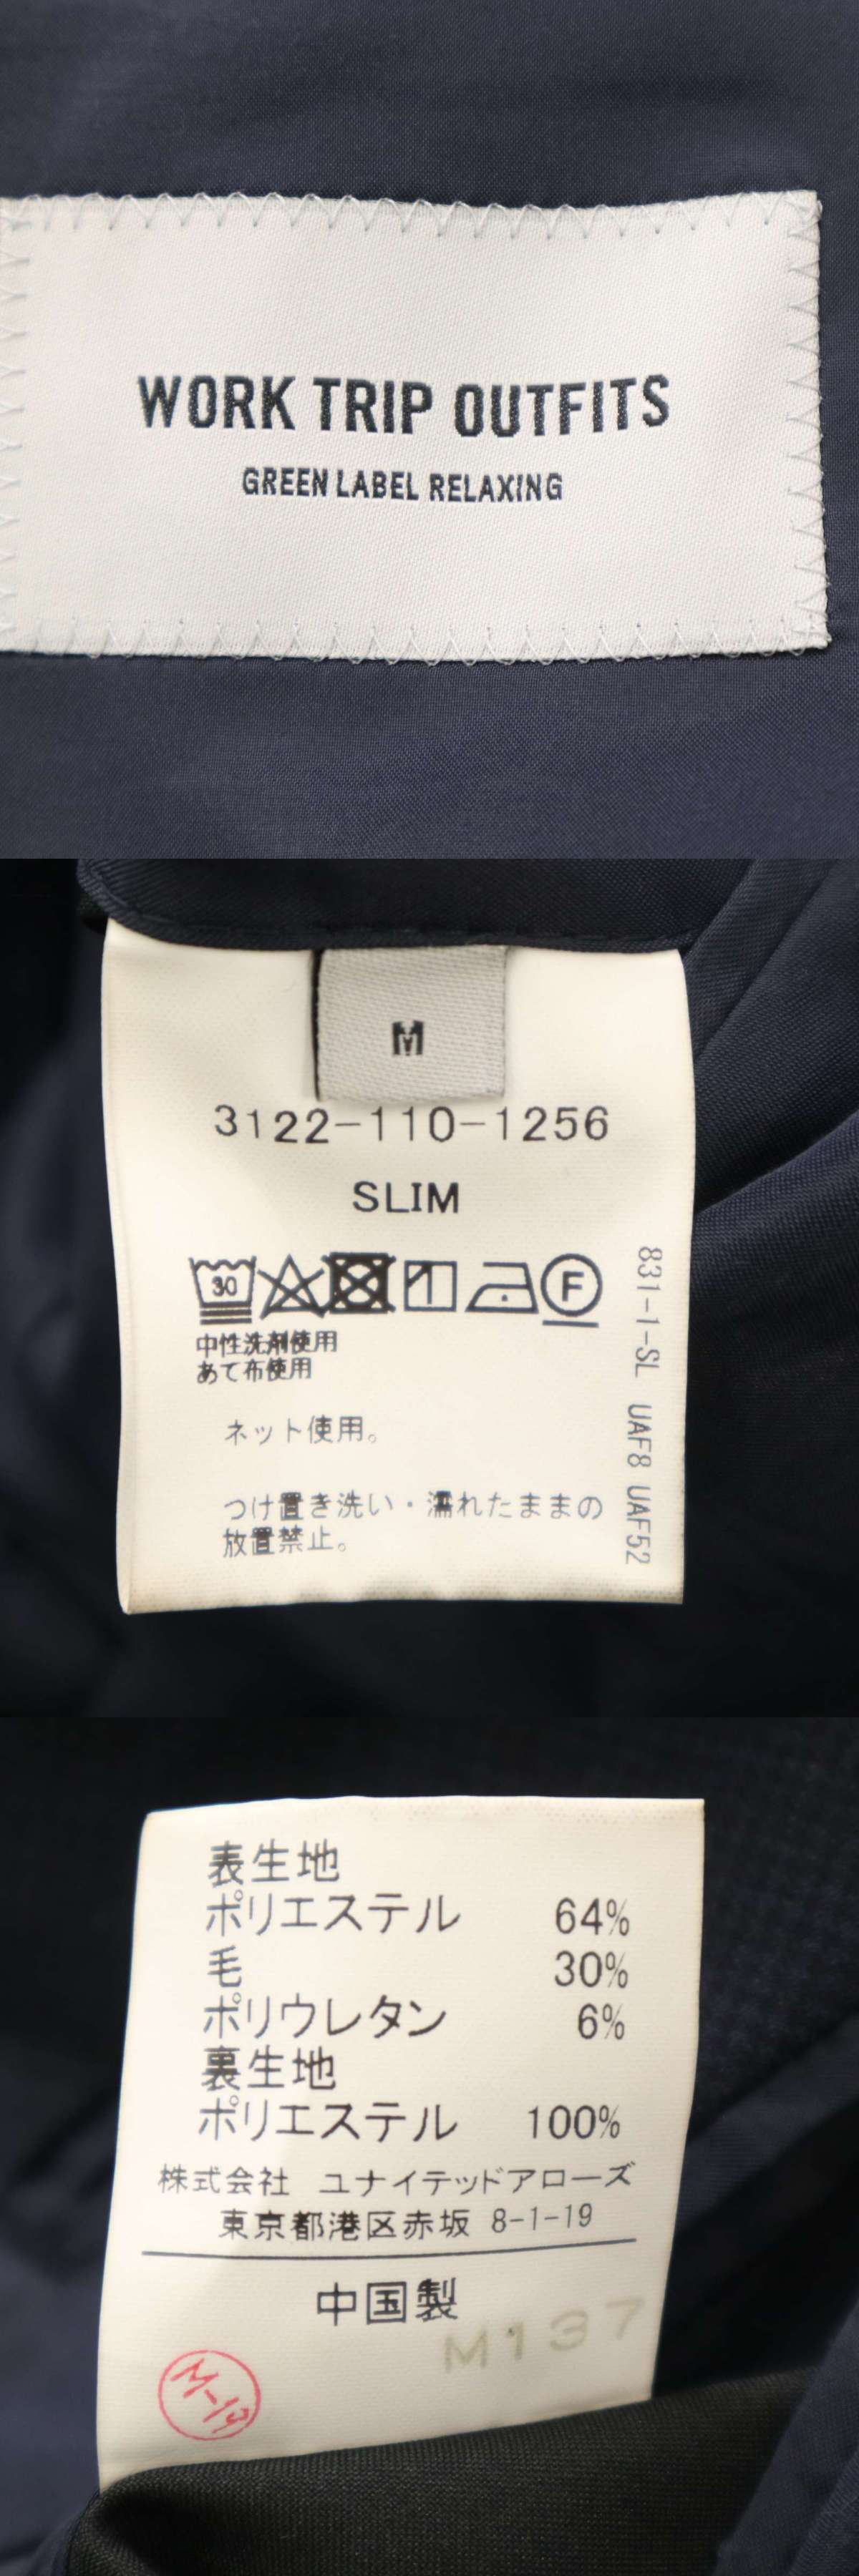 WORK TRIP OUTFITS
GREEN LABEL RELAXING
M
3122-110-1256
SLIM
30
F
中性洗剤使用
あて布使用
ネット使用。
つけ置き洗い・濡れたままの
放置禁止。
831-1-SL UAF8 UAF52
表生地
ポリエステル 64%
毛 30%
ポリウレタン 6%
裏生地
ポリエステル 100%
株式会社 ユナイテッドアローズ
東京都港区赤坂 8-1-19
中国製
M137